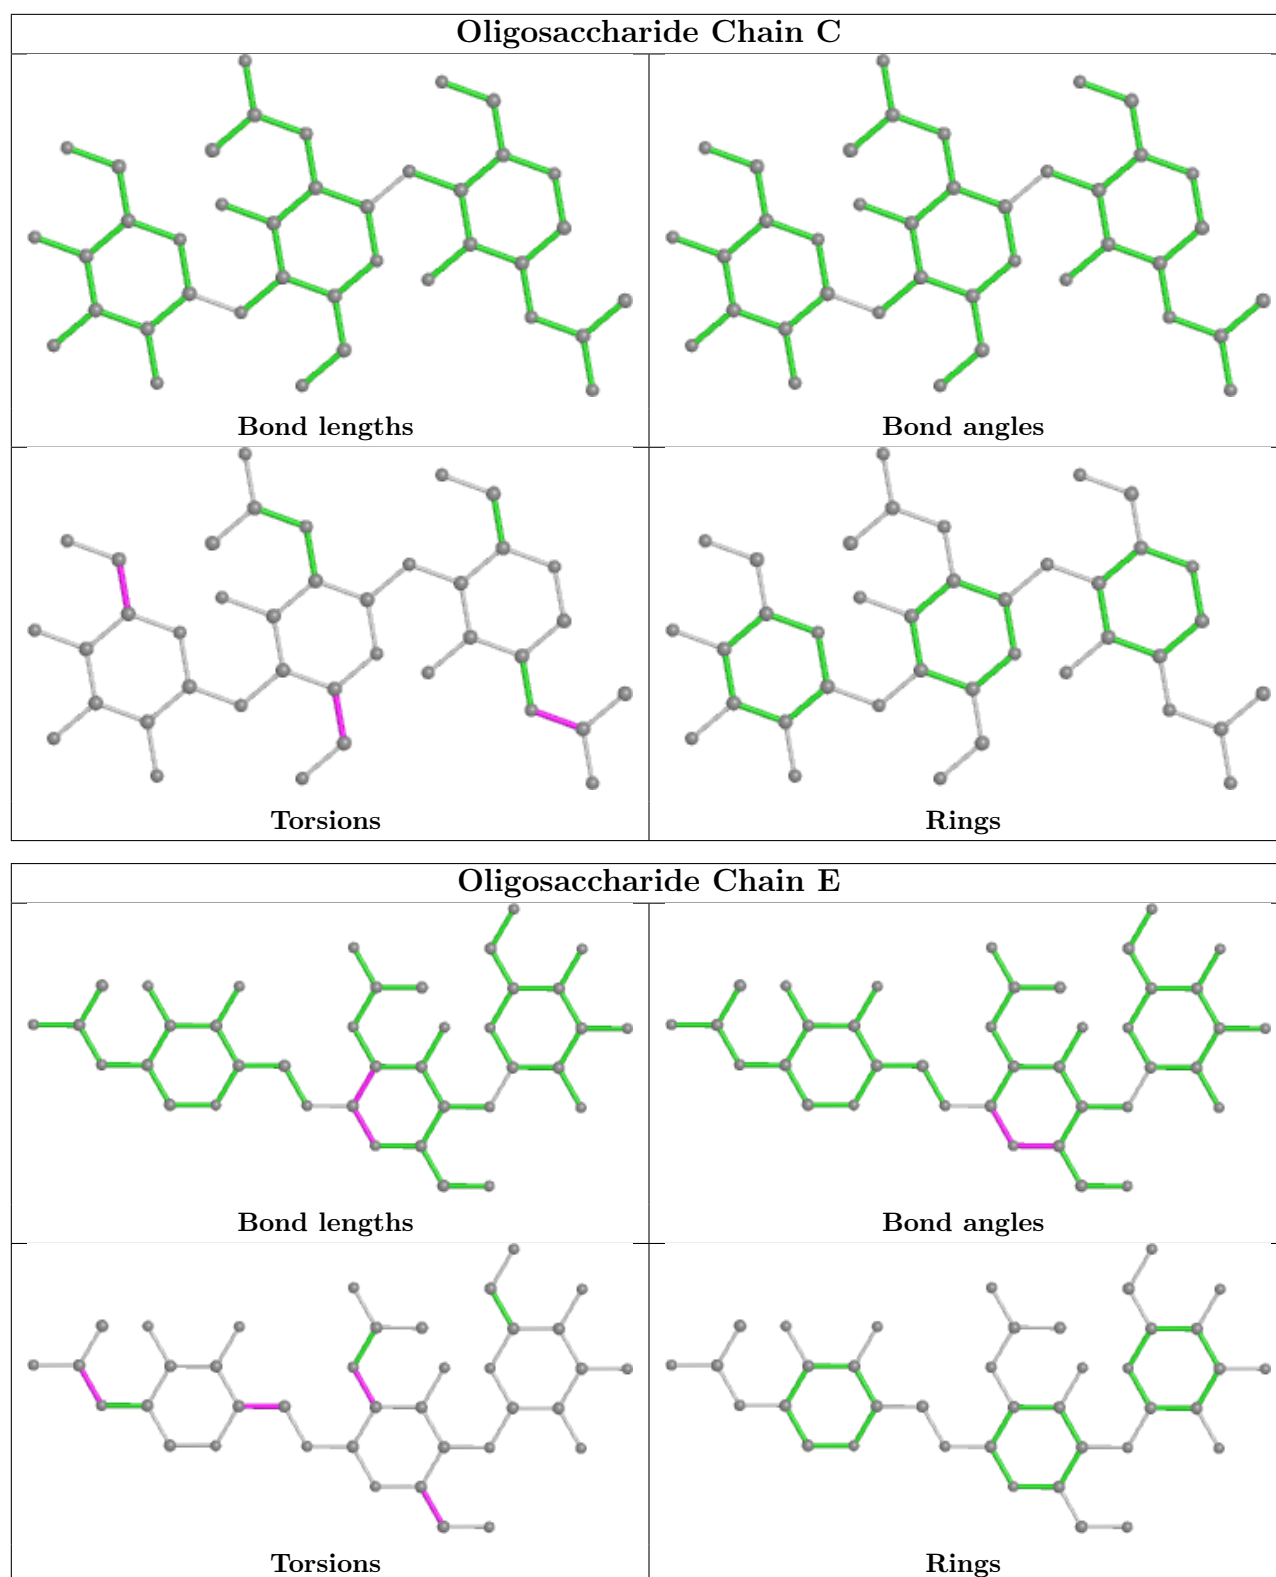 Oligosaccharide Chain C
Bond lengths
Bond angles
Torsions
Rings
Oligosaccharide Chain E
Bond lengths
Bond angles
Torsions
Rings